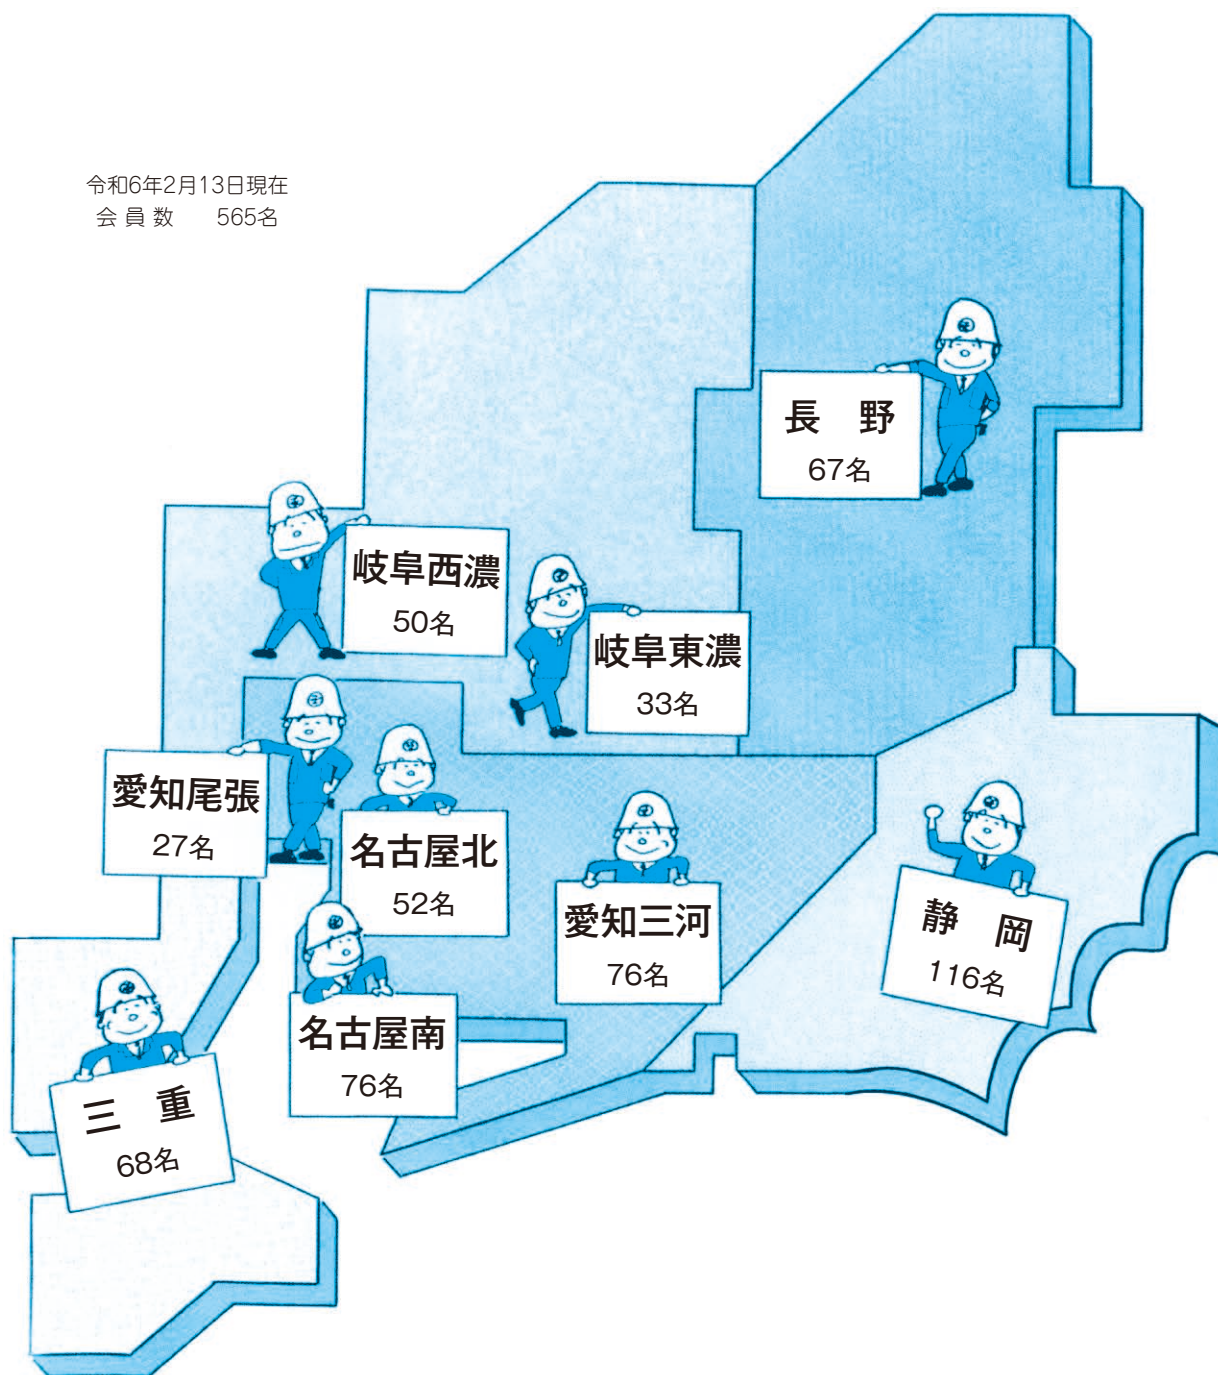 令和6年2月13日現在
会員数 565名
長 野
67名
岐阜西濃
50名
岐阜東濃
33名
愛知尾張
27名
名古屋北
52名
愛知三河
76名
静 岡
116名
名古屋南
76名
三 重
68名